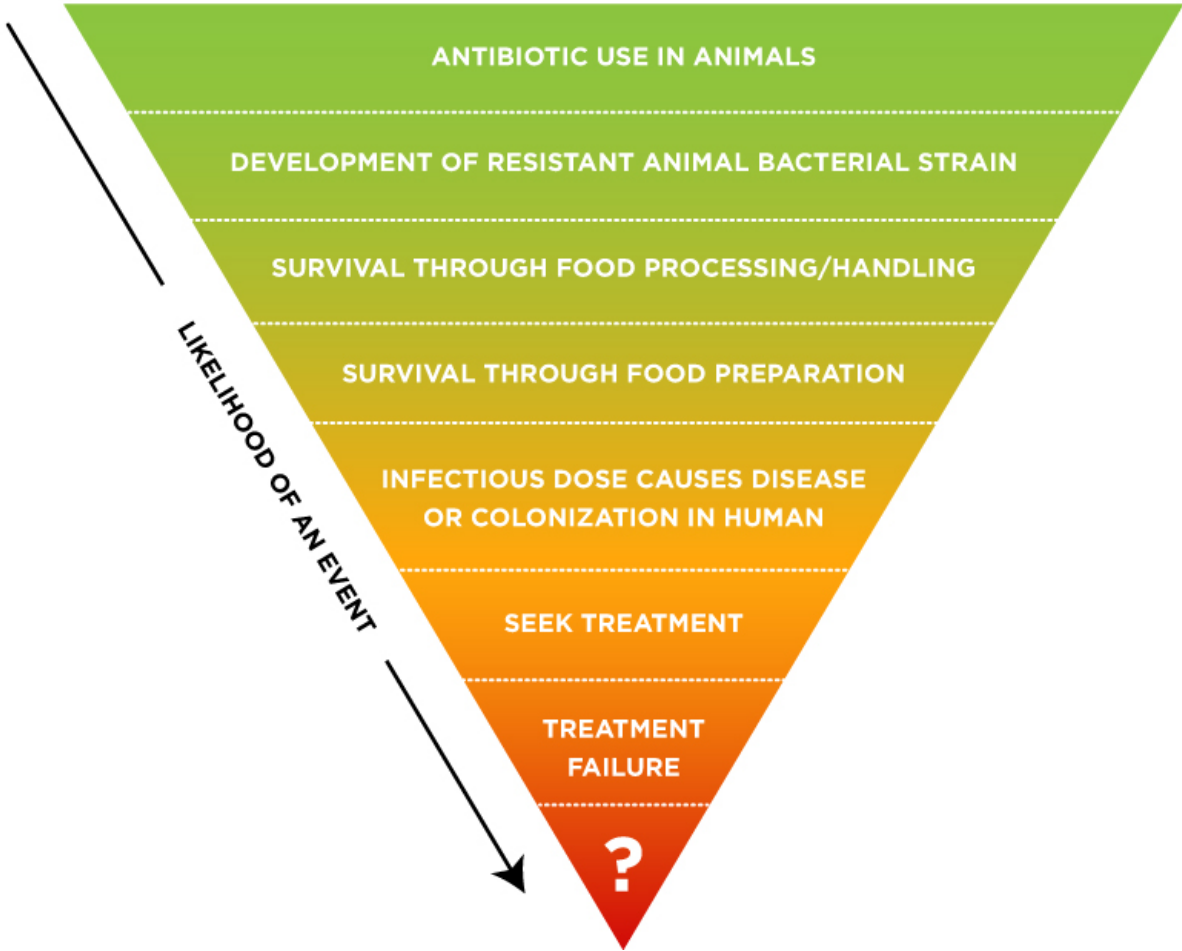 ANTIBIOTIC USE IN ANIMALS
DEVELOPMENT OF RESISTANT ANIMAL BACTERIAL STRAIN
SURVIVAL THROUGH FOOD PROCESSING/HANDLING
SURVIVAL THROUGH FOOD PREPARATION
INFECTIOUS DOSE CAUSES DISEASE
OR COLONIZATION IN HUMAN
SEEK TREATMENT
TREATMENT
FAILURE
?
LIKELIHOOD OF AN EVENT